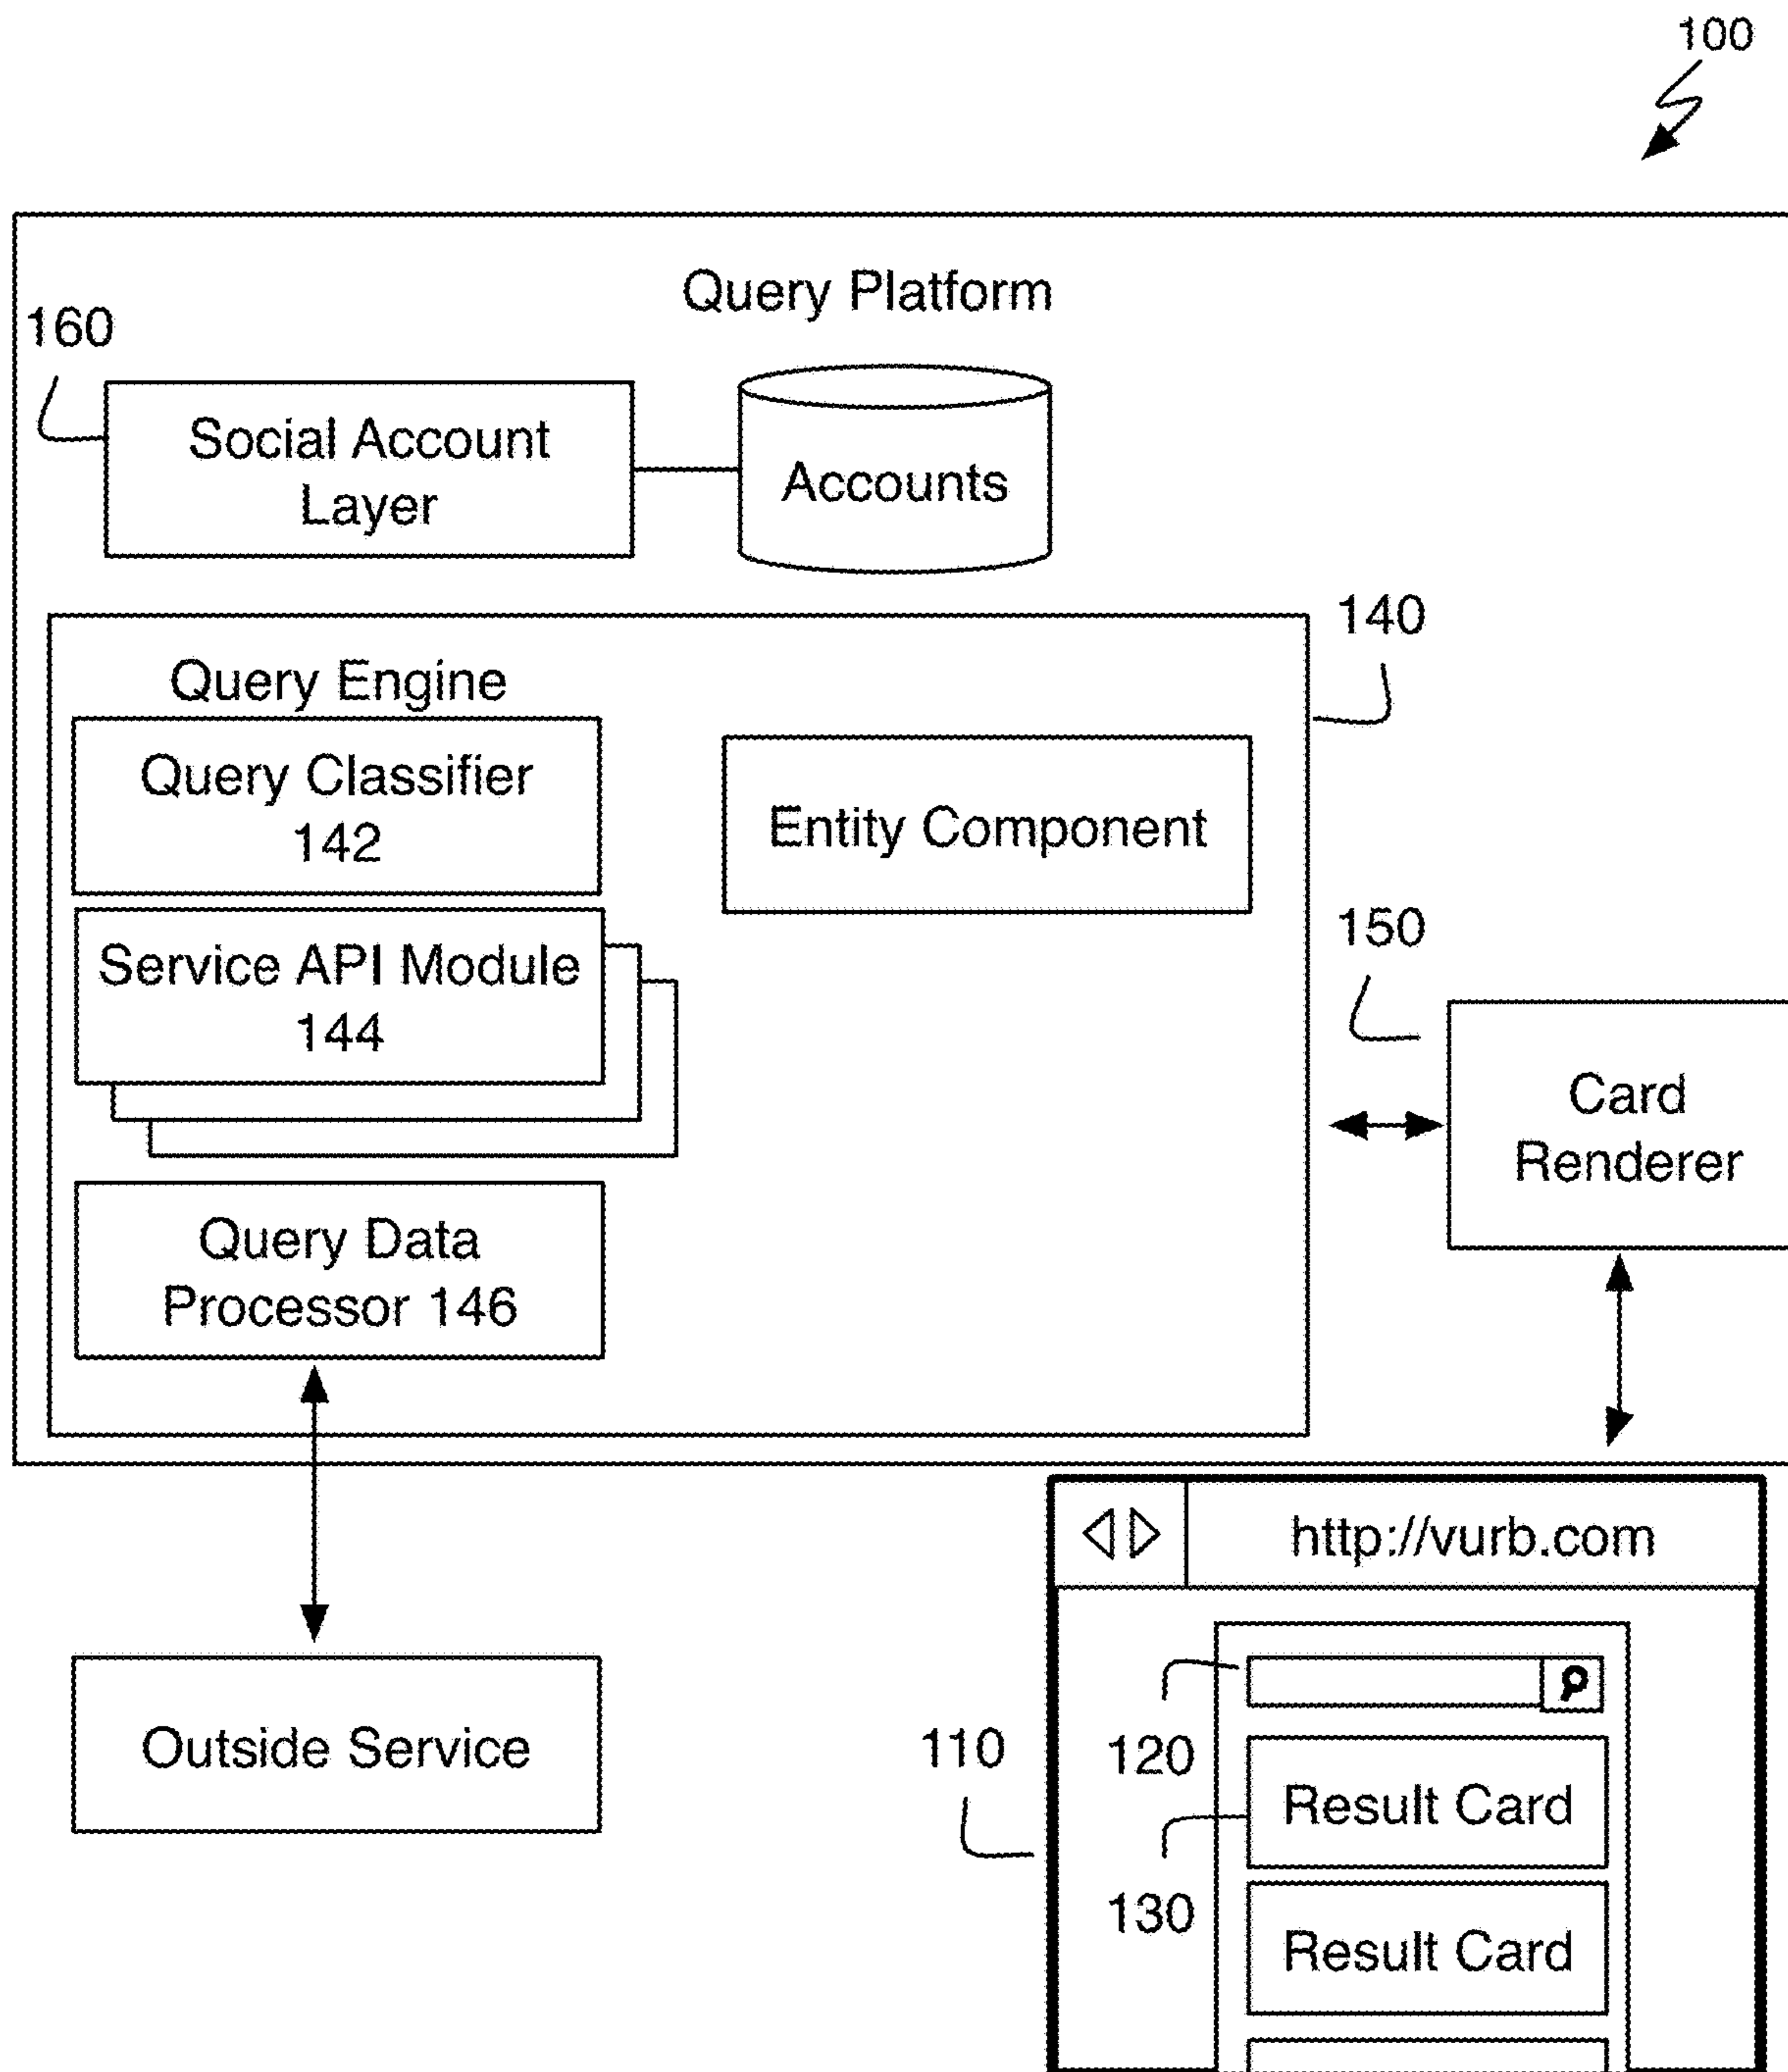 100
Query Platform
160
Social Account
Layer
Accounts
140
Query Engine
Query Classifier
142
Entity Component
150
Service API Module
144
Card
Renderer
Query Data
Processor 146
http://vurb.com
120
110
Outside Service
Result Card
130
Result Card